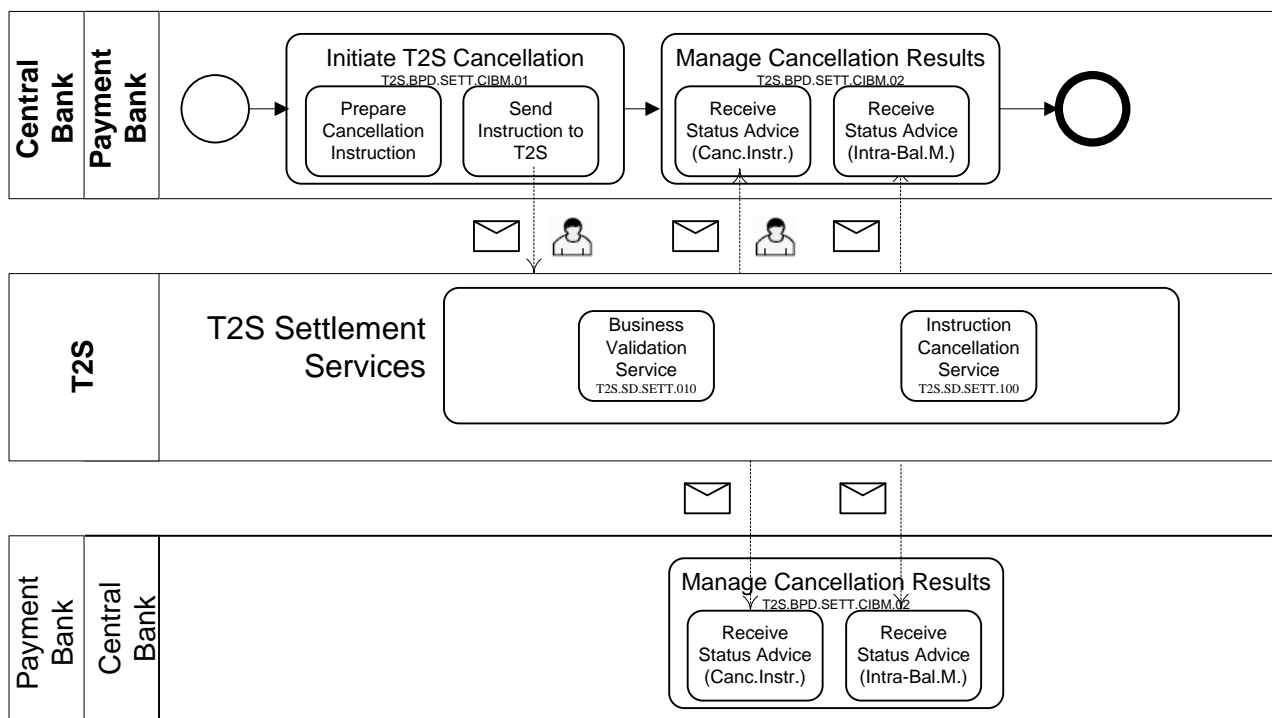 Central
Bank
Payment
Bank
Initiate T2S Cancellation
T2S.BPD.SETT.CIBM.01
Prepare
Cancellation
Instruction
Send
Instruction to
T2S
Manage Cancellation Results
T2S.BPD.SETT.CIBM.02
Receive
Status Advice
(Canc.Instr.)
Receive
Status Advice
(Intra-Bal.M.)
T2S
T2S Settlement
Services
Business
Validation
Service
T2S.SD.SETT.010
Instruction
Cancellation
Service
T2S.SD.SETT.100
Payment
Bank
Central
Bank
Manage Cancellation Results
T2S.BPD.SETT.CIBM.02
Receive
Status Advice
(Canc.Instr.)
Receive
Status Advice
(Intra-Bal.M.)